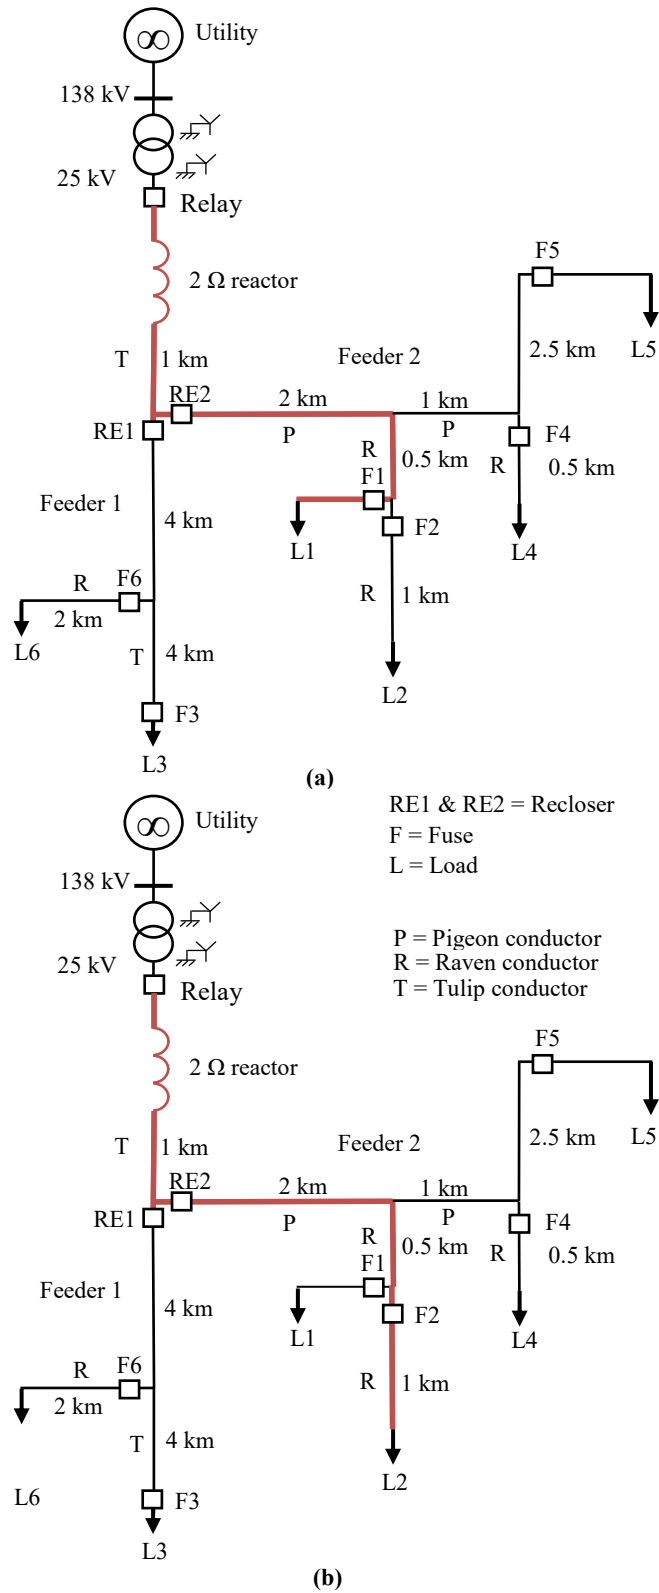 ∞
Utility
138 kV
25 kV
Relay
2 Ω reactor
F5
T 1 km
Feeder 2
2.5 km
L5
RE2
2 km
1 km
RE1
P
P
F4
R
0.5 km
R
0.5 km
F1
Feeder 1
4 km
L1
F2
L4
R
F6
R
1 km
2 km
L6
T
4 km
L2
F3
L3
(a)
RE1 & RE2 = Recloser
∞
Utility
F = Fuse
L = Load
138 kV
P = Pigeon conductor
R = Raven conductor
25 kV
Relay
T = Tulip conductor
F5
2 Ω reactor
T 1 km
Feeder 2
2.5 km
L5
RE2
2 km
1 km
RE1
P
P
F4
R
0.5 km
R
0.5 km
F1
Feeder 1
4 km
L1
F2
L4
R
F6
R
1 km
2 km
T
4 km
L2
L6
F3
L3
(b)